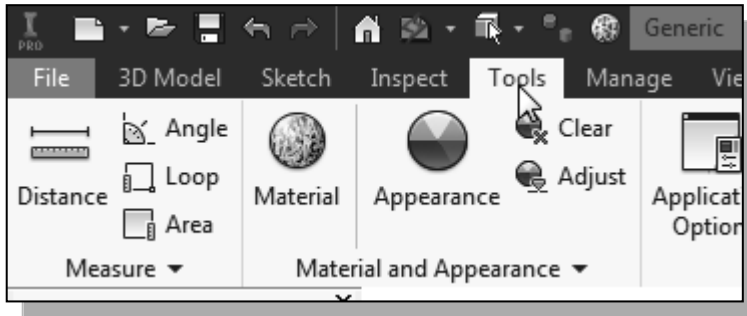 I
PRO
Generic
File 3D Model Sketch Inspect Tools Manage Vie
Angle Clear
Loop Adjust
Distance Material Appearance Applicat
Area Option
Measure Material and Appearance